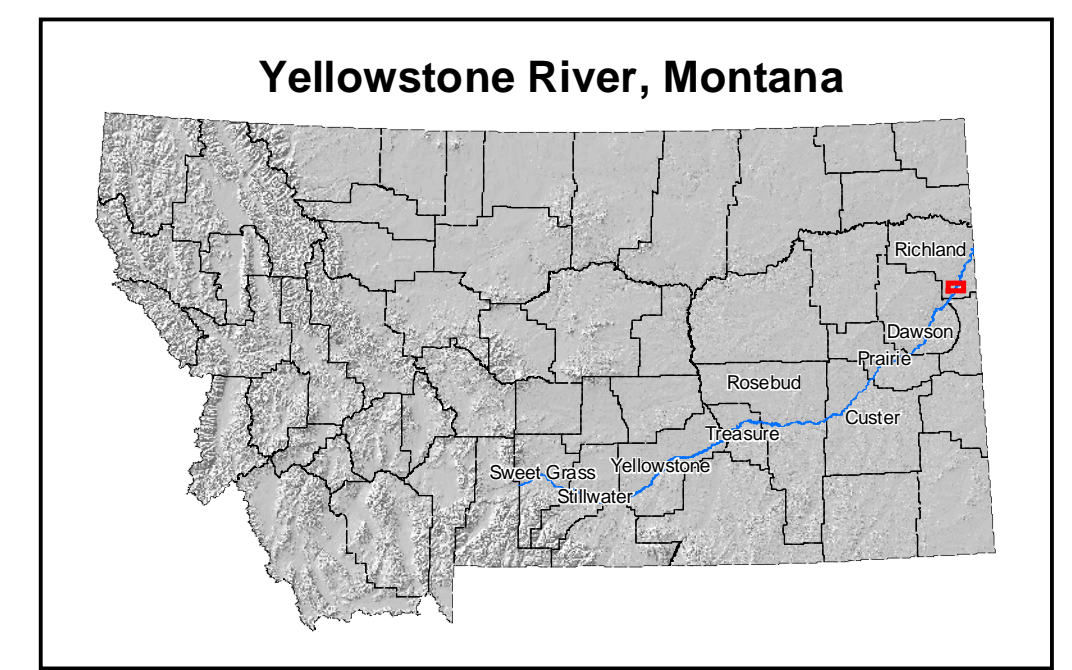 Yellowstone River, Montana
Richland
Dawson
Prairie
Rosebud
Custer
Treasure
Yellowstone
Sweet Grass
Stillwater